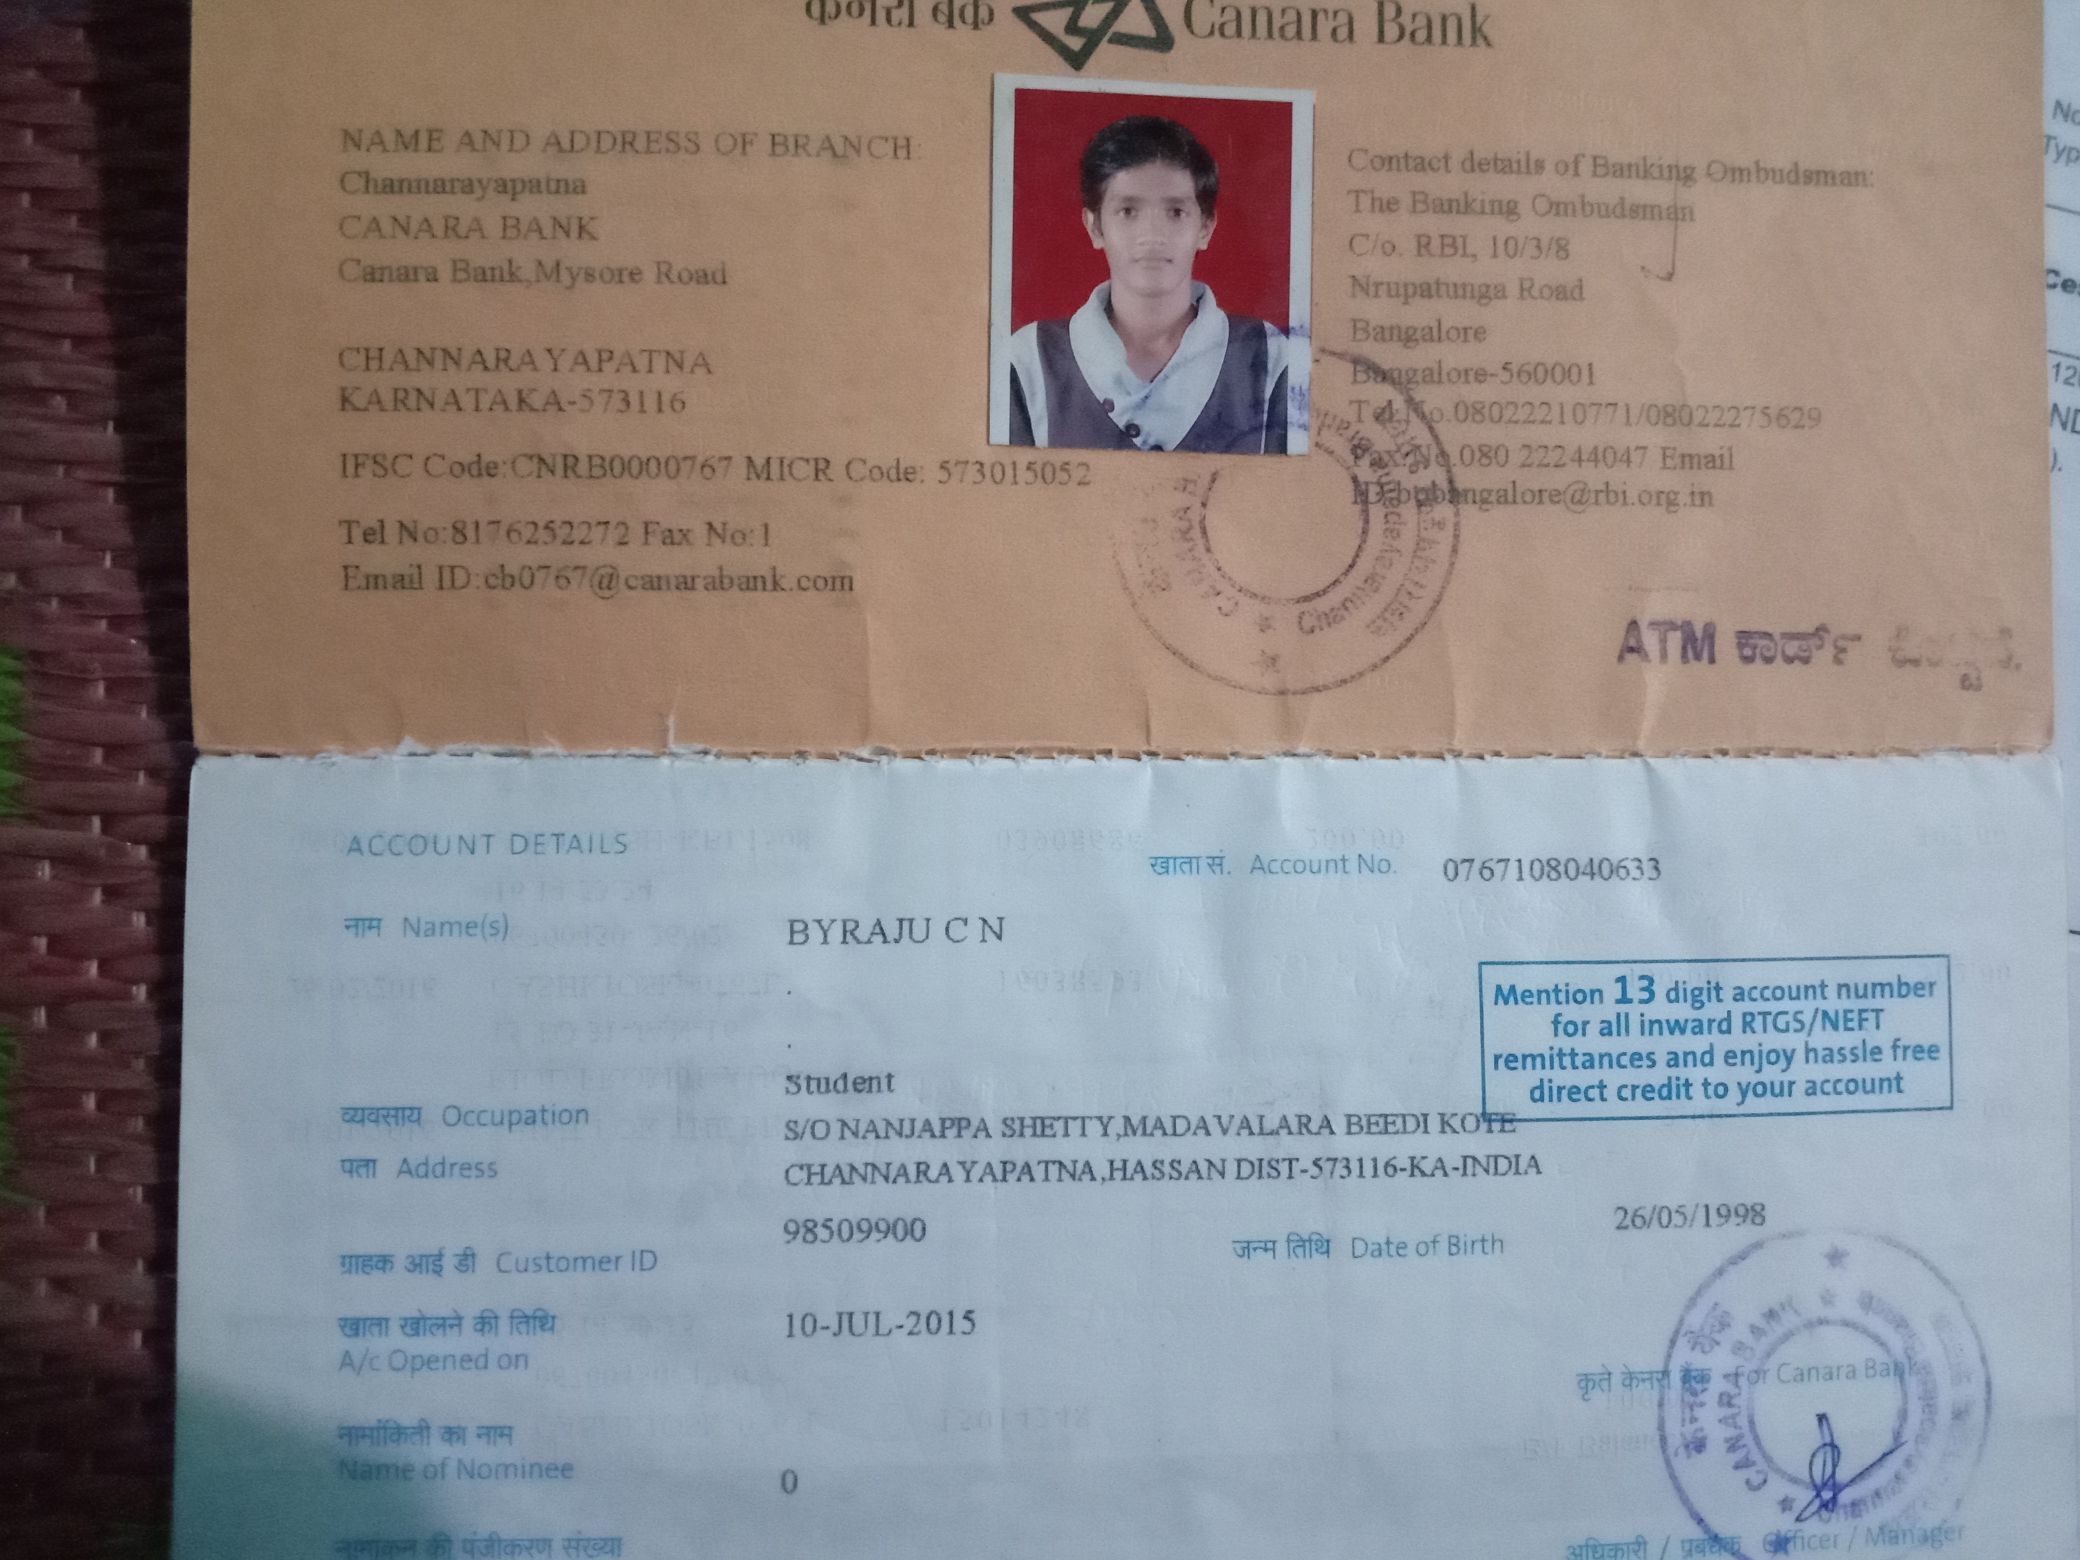 केनरा बैंक Canara Bank
NAME AND ADDRESS OF BRANCH:
Channarayapatna
CANARA BANK
Canara Bank,Mysore Road
CHANNARAYAPATNA
KARNATAKA-573116
IFSC Code:CNRB0000767 MICR Code: 573015052
Tel No:8176252272 Fax No:1
Email ID:cb0767@canarabank.com
Contact details of Banking Ombudsman:
The Banking Ombudsman
C/o. RBI, 10/3/8
Nrupatunga Road
Bangalore
Bangalore-560001
Tel.No.08022210771/08022275629
Fax No.080 22244047 Email
ID:bobangalore@rbi.org.in
ATM ಕಾರ್ಡ್
ACCOUNT DETAILS
खाता सं. Account No. 0767108040633
नाम Name(s) BYRAJU C N
.
.
Student
व्यवसाय Occupation
S/O NANJAPPA SHETTY,MADAVALARA BEEDI KOTE
पता Address
CHANNARAYAPATNA,HASSAN DIST-573116-KA-INDIA
Mention 13 digit account number
for all inward RTGS/NEFT
remittances and enjoy hassle free
direct credit to your account
98509900
ग्राहक आई डी Customer ID
26/05/1998
जन्म तिथि Date of Birth
खाता खोलने की तिथि 10-JUL-2015
A/c Opened on
कृते केनरा बैंक For Canara Bank
केनरा बैंक
CANARA BANK
नामांकिती का नाम
Name of Nominee 0
नामांकन की पंजीकरण संख्या
अधिकारी / प्रबंधक Officer / Manager